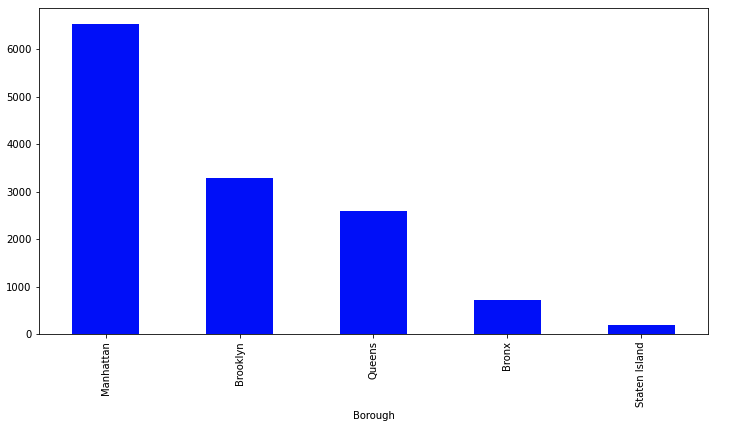 6000
5000
4000
3000
2000
1000
0
Manhattan
Brooklyn
Queens
Bronx
Staten Island
Borough